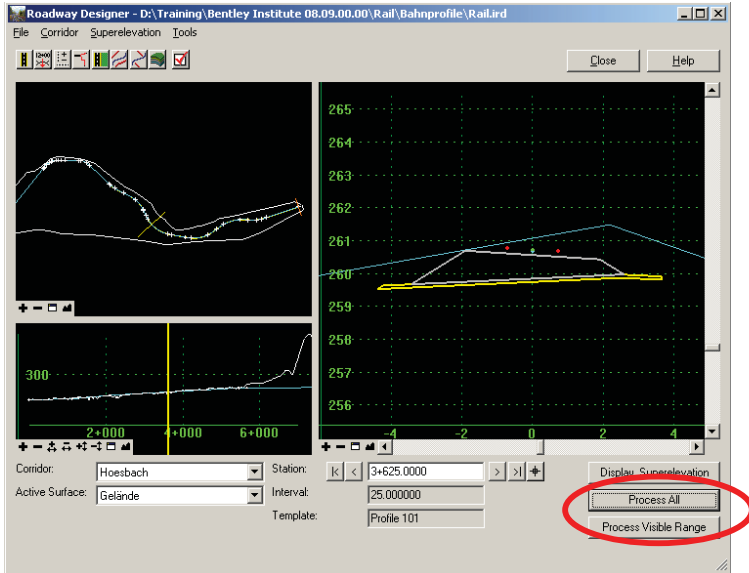 Roadway Designer - D:\Training\Bentley Institute 08.09.00.00\Rail\Bahnprofile\Rail.ird
File Corridor Superelevation Tools
Close Help
265
264
263
262
261
260
259
258
257
256
-4 -2 0 2 4
300
2+000 4+000 6+000
Corridor: Hoesbach Station: 3+625.0000 Display Superelevation
Active Surface: Gelände Interval: 25.000000 Process All
Template: Profile 101 Process Visible Range